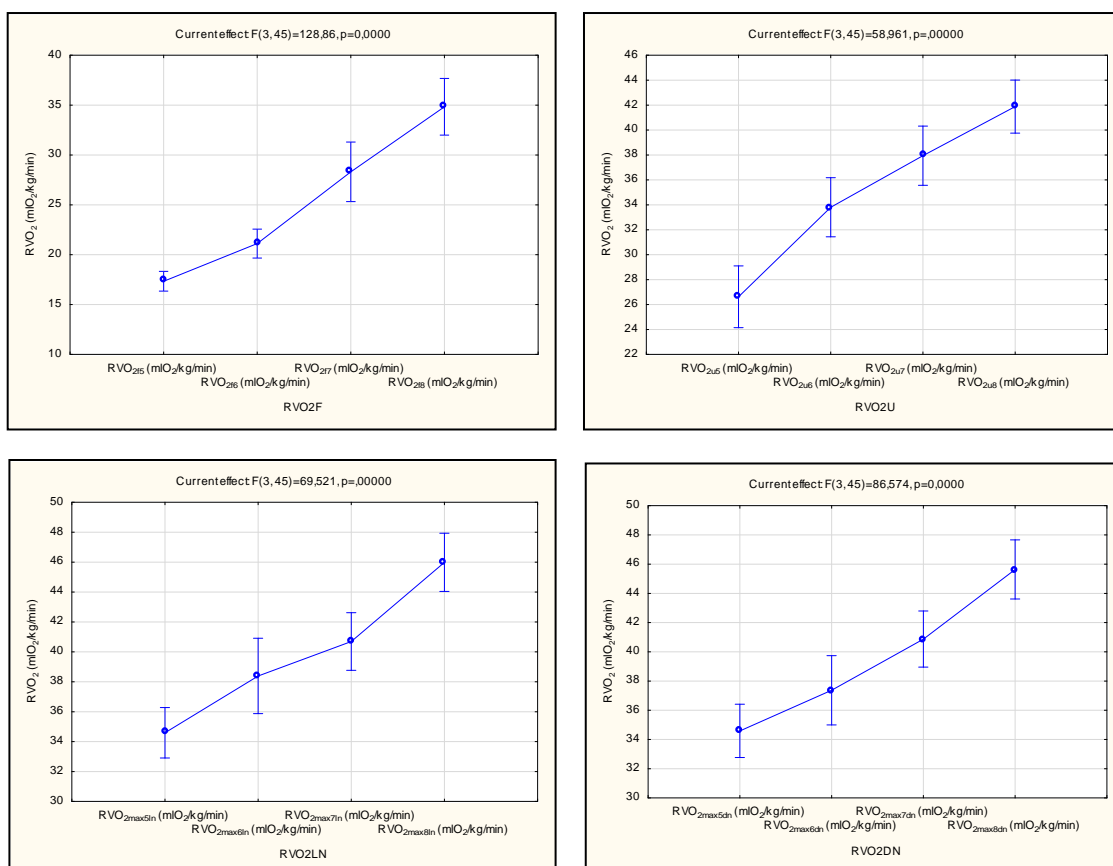 Current effect: F(3, 45)=128,86, p=0,0000
40
35
30
25
20
15
10
RVO₂ (mlO₂/kg/min)
RVO₂f5 (mlO₂/kg/min)
RVO₂f6 (mlO₂/kg/min)
RVO₂f7 (mlO₂/kg/min)
RVO₂f8 (mlO₂/kg/min)
RVO2F
Current effect: F(3, 45)=58,961, p=,00000
46
44
42
40
38
36
34
32
30
28
26
24
22
RVO₂ (mlO₂/kg/min)
RVO₂u5 (mlO₂/kg/min)
RVO₂u6 (mlO₂/kg/min)
RVO₂u7 (mlO₂/kg/min)
RVO₂u8 (mlO₂/kg/min)
RVO2U
Current effect: F(3, 45)=69,521, p=,00000
50
48
46
44
42
40
38
36
34
32
30
RVO₂ (mlO₂/kg/min)
RVO₂max5ln (mlO₂/kg/min)
RVO₂max6ln (mlO₂/kg/min)
RVO₂max7ln (mlO₂/kg/min)
RVO₂max8ln (mlO₂/kg/min)
RVO2LN
Current effect: F(3, 45)=86,574, p=0,0000
50
48
46
44
42
40
38
36
34
32
30
RVO₂ (mlO₂/kg/min)
RVO₂max5dn (mlO₂/kg/min)
RVO₂max6dn (mlO₂/kg/min)
RVO₂max7dn (mlO₂/kg/min)
RVO₂max8dn (mlO₂/kg/min)
RVO2DN